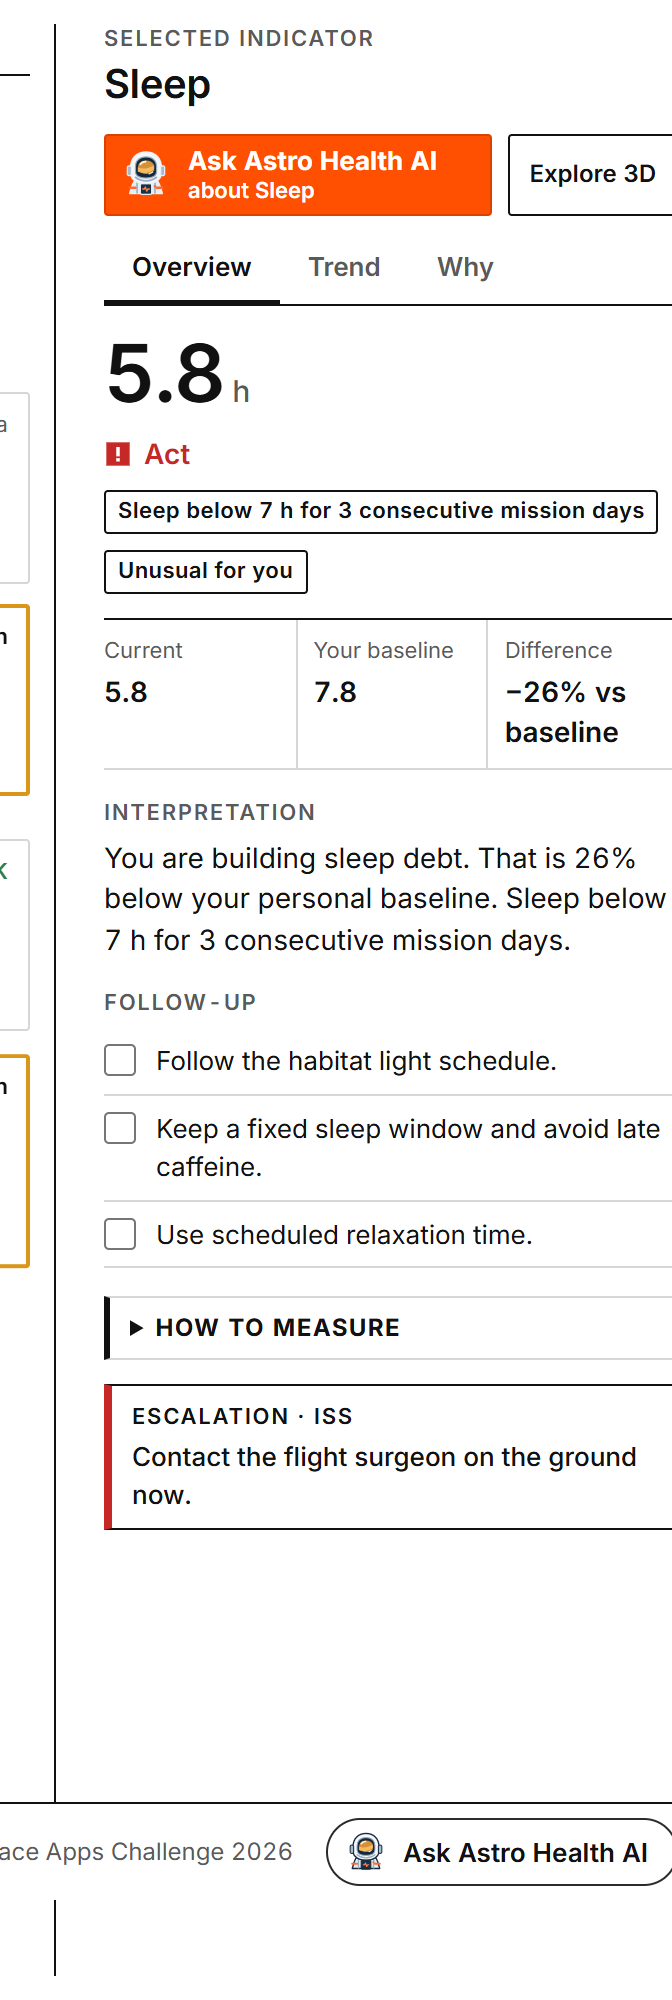 SELECTED INDICATOR
Sleep
Ask Astro Health AI
about Sleep
Explore 3D
Overview Trend Why
5.8 h
Act
Sleep below 7 h for 3 consecutive mission days
Unusual for you
Current Your baseline Difference
5.8 7.8 −26% vs
baseline
INTERPRETATION
You are building sleep debt. That is 26%
below your personal baseline. Sleep below
7 h for 3 consecutive mission days.
FOLLOW-UP
Follow the habitat light schedule.
Keep a fixed sleep window and avoid late
caffeine.
Use scheduled relaxation time.
HOW TO MEASURE
ESCALATION · ISS
Contact the flight surgeon on the ground
now.
Apps Challenge 2026
Ask Astro Health AI